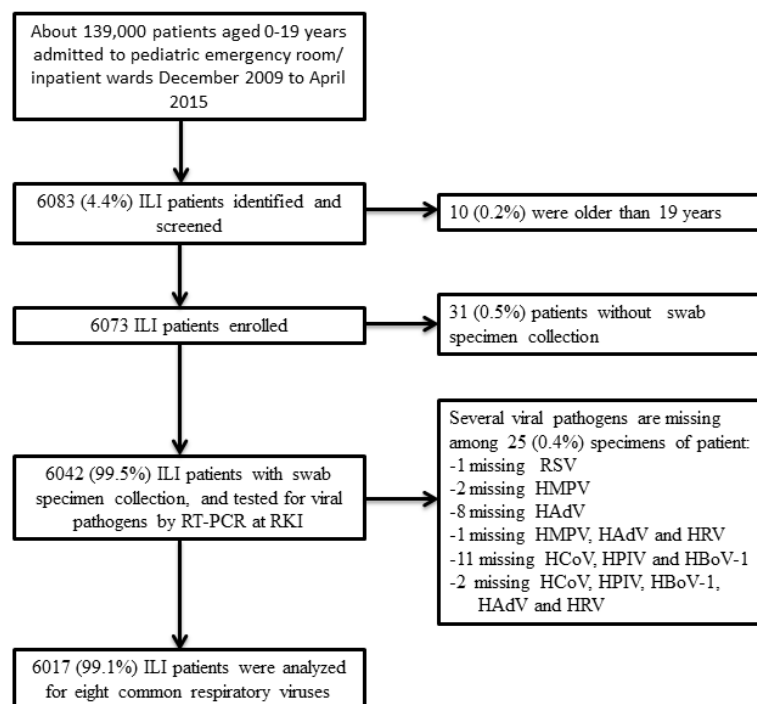 About 139,000 patients aged 0-19 years
admitted to pediatric emergency room/
inpatient wards December 2009 to April
2015
6083 (4.4%) ILI patients identified and
screened
10 (0.2%) were older than 19 years
6073 ILI patients enrolled
31 (0.5%) patients without swab
specimen collection
6042 (99.5%) ILI patients with swab
specimen collection, and tested for viral
pathogens by RT-PCR at RKI
Several viral pathogens are missing
among 25 (0.4%) specimens of patient:
-1 missing RSV
-2 missing HMPV
-8 missing HAdV
-1 missing HMPV, HAdV and HRV
-11 missing HCoV, HPIV and HBoV-1
-2 missing HCoV, HPIV, HBoV-1,
HAdV and HRV
6017 (99.1%) ILI patients were analyzed
for eight common respiratory viruses